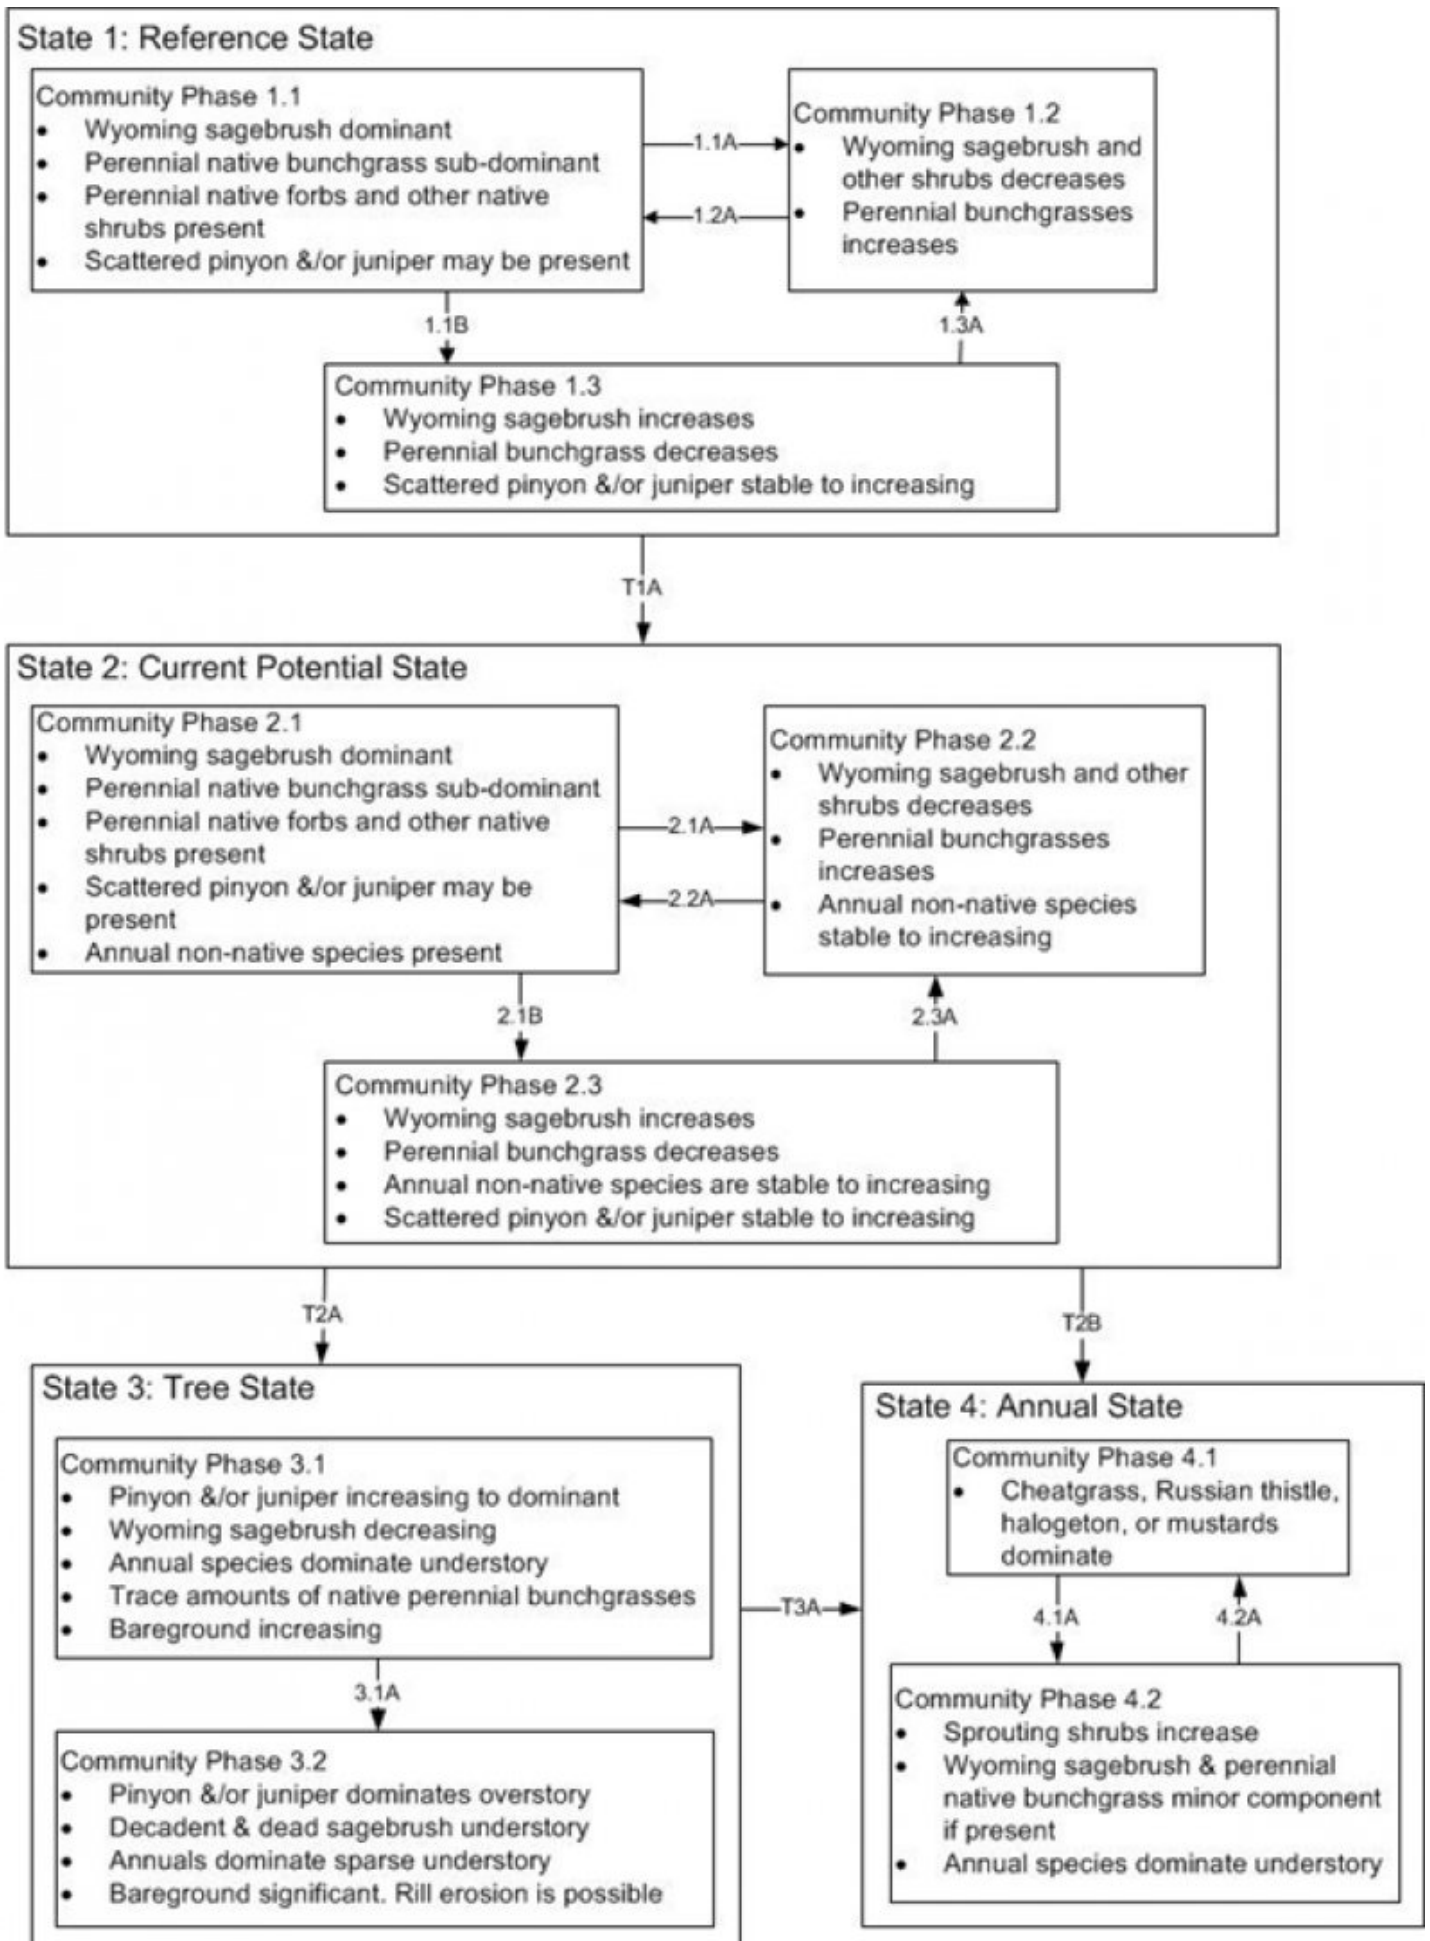 State 1: Reference State
Community Phase 1.1
• Wyoming sagebrush dominant
• Perennial native bunchgrass sub-dominant
• Perennial native forbs and other native
shrubs present
• Scattered pinyon &/or juniper may be present
1.1A
1.2A
Community Phase 1.2
• Wyoming sagebrush and
other shrubs decreases
• Perennial bunchgrasses
increases
1.1B
1.3A
Community Phase 1.3
• Wyoming sagebrush increases
• Perennial bunchgrass decreases
• Scattered pinyon &/or juniper stable to increasing
T1A
State 2: Current Potential State
Community Phase 2.1
• Wyoming sagebrush dominant
• Perennial native bunchgrass sub-dominant
• Perennial native forbs and other native
shrubs present
• Scattered pinyon &/or juniper may be
present
• Annual non-native species present
2.1A
2.2A
Community Phase 2.2
• Wyoming sagebrush and other
shrubs decreases
• Perennial bunchgrasses
increases
• Annual non-native species
stable to increasing
2.1B
2.3A
Community Phase 2.3
• Wyoming sagebrush increases
• Perennial bunchgrass decreases
• Annual non-native species are stable to increasing
• Scattered pinyon &/or juniper stable to increasing
T2A
T2B
State 3: Tree State
Community Phase 3.1
• Pinyon &/or juniper increasing to dominant
• Wyoming sagebrush decreasing
• Annual species dominate understory
• Trace amounts of native perennial bunchgrasses
• Bareground increasing
3.1A
Community Phase 3.2
• Pinyon &/or juniper dominates overstory
• Decadent & dead sagebrush understory
• Annuals dominate sparse understory
• Bareground significant. Rill erosion is possible
T3A
State 4: Annual State
Community Phase 4.1
• Cheatgrass, Russian thistle,
halogeton, or mustards
dominate
4.1A
4.2A
Community Phase 4.2
• Sprouting shrubs increase
• Wyoming sagebrush & perennial
native bunchgrass minor component
if present
• Annual species dominate understory